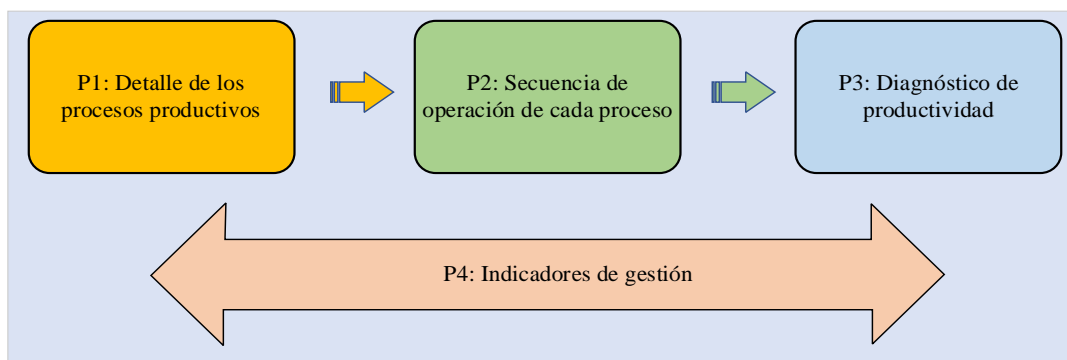 P1: Detalle de los
procesos productivos
P2: Secuencia de
operación de cada proceso
P3: Diagnóstico de
productividad
P4: Indicadores de gestión